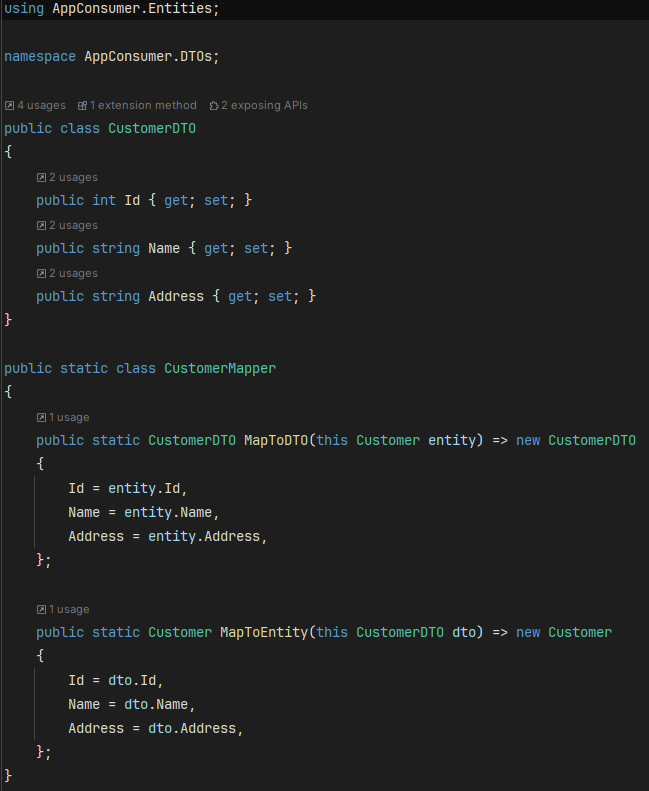 using AppConsumer.Entities;
namespace AppConsumer.DTOs;
4 usages 1 extension method 2 exposing APIs
public class CustomerDTO
{
2 usages
public int Id { get; set; }
2 usages
public string Name { get; set; }
2 usages
public string Address { get; set; }
}
public static class CustomerMapper
{
1 usage
public static CustomerDTO MapToDTO(this Customer entity) => new CustomerDTO
{
Id = entity.Id,
Name = entity.Name,
Address = entity.Address,
};
1 usage
public static Customer MapToEntity(this CustomerDTO dto) => new Customer
{
Id = dto.Id,
Name = dto.Name,
Address = dto.Address,
};
}